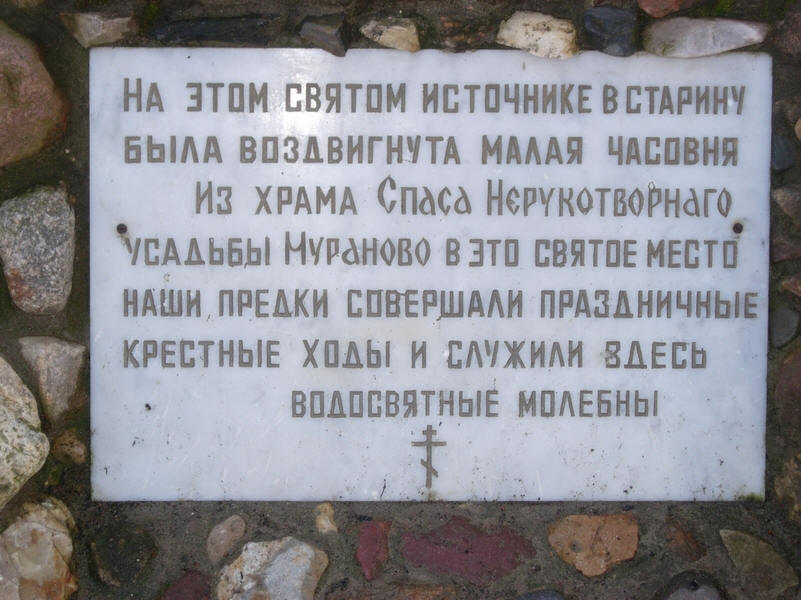 На этом святом источнике в старину
была воздвигнута малая часовня
Из храма Спаса Нерукотворнаго
усадьбы Мураново в это святое место
наши предки совершали праздничные
крестные ходы и служили здесь
водосвятные молебны